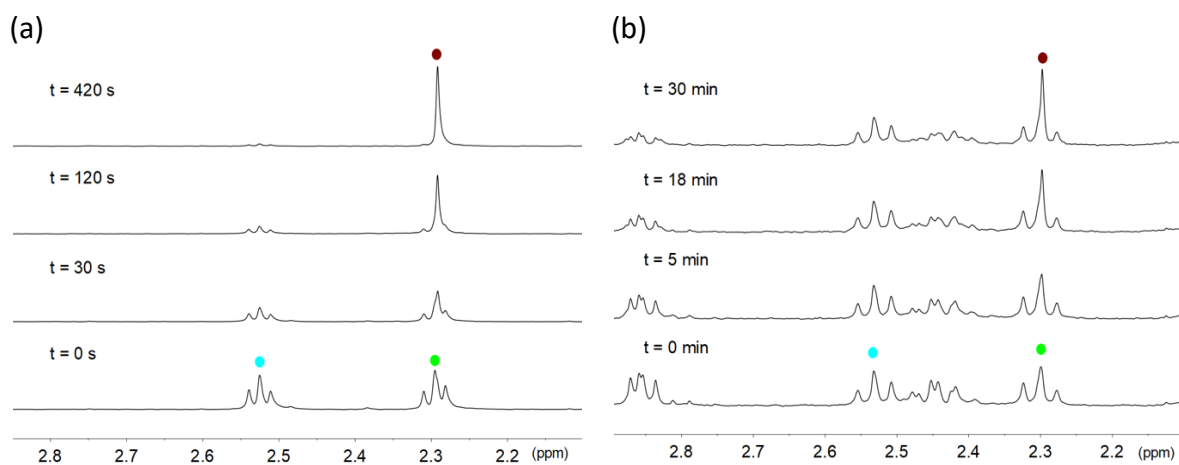 (a)
t = 420 s
t = 120 s
t = 30 s
t = 0 s
2.8 2.7 2.6 2.5 2.4 2.3 2.2 (ppm)
(b)
t = 30 min
t = 18 min
t = 5 min
t = 0 min
2.8 2.7 2.6 2.5 2.4 2.3 2.2 (ppm)